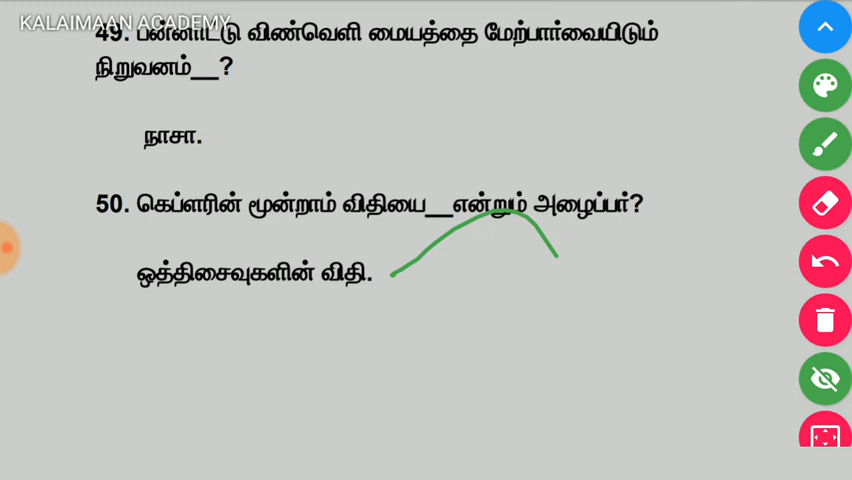 KALAIMAAN ACADEMY
49. பன்னாட்டு விண்வெளி மையத்தை மேற்பார்வையிடும்
நிறுவனம்__?
நாசா.
50. கெப்ளரின் மூன்றாம் விதியை__என்றும் அழைப்பர்?
ஒத்திசைவுகளின் விதி.